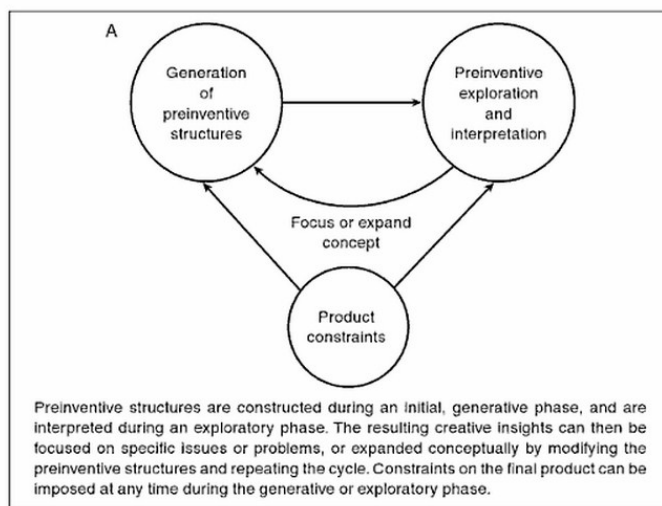 A
Generation
of
preinventive
structures
Preinventive
exploration
and
interpretation
Focus or expand
concept
Product
constraints
Preinventive structures are constructed during an initial, generative phase, and are
interpreted during an exploratory phase. The resulting creative insights can then be
focused on specific issues or problems, or expanded conceptually by modifying the
preinventive structures and repeating the cycle. Constraints on the final product can be
imposed at any time during the generative or exploratory phase.